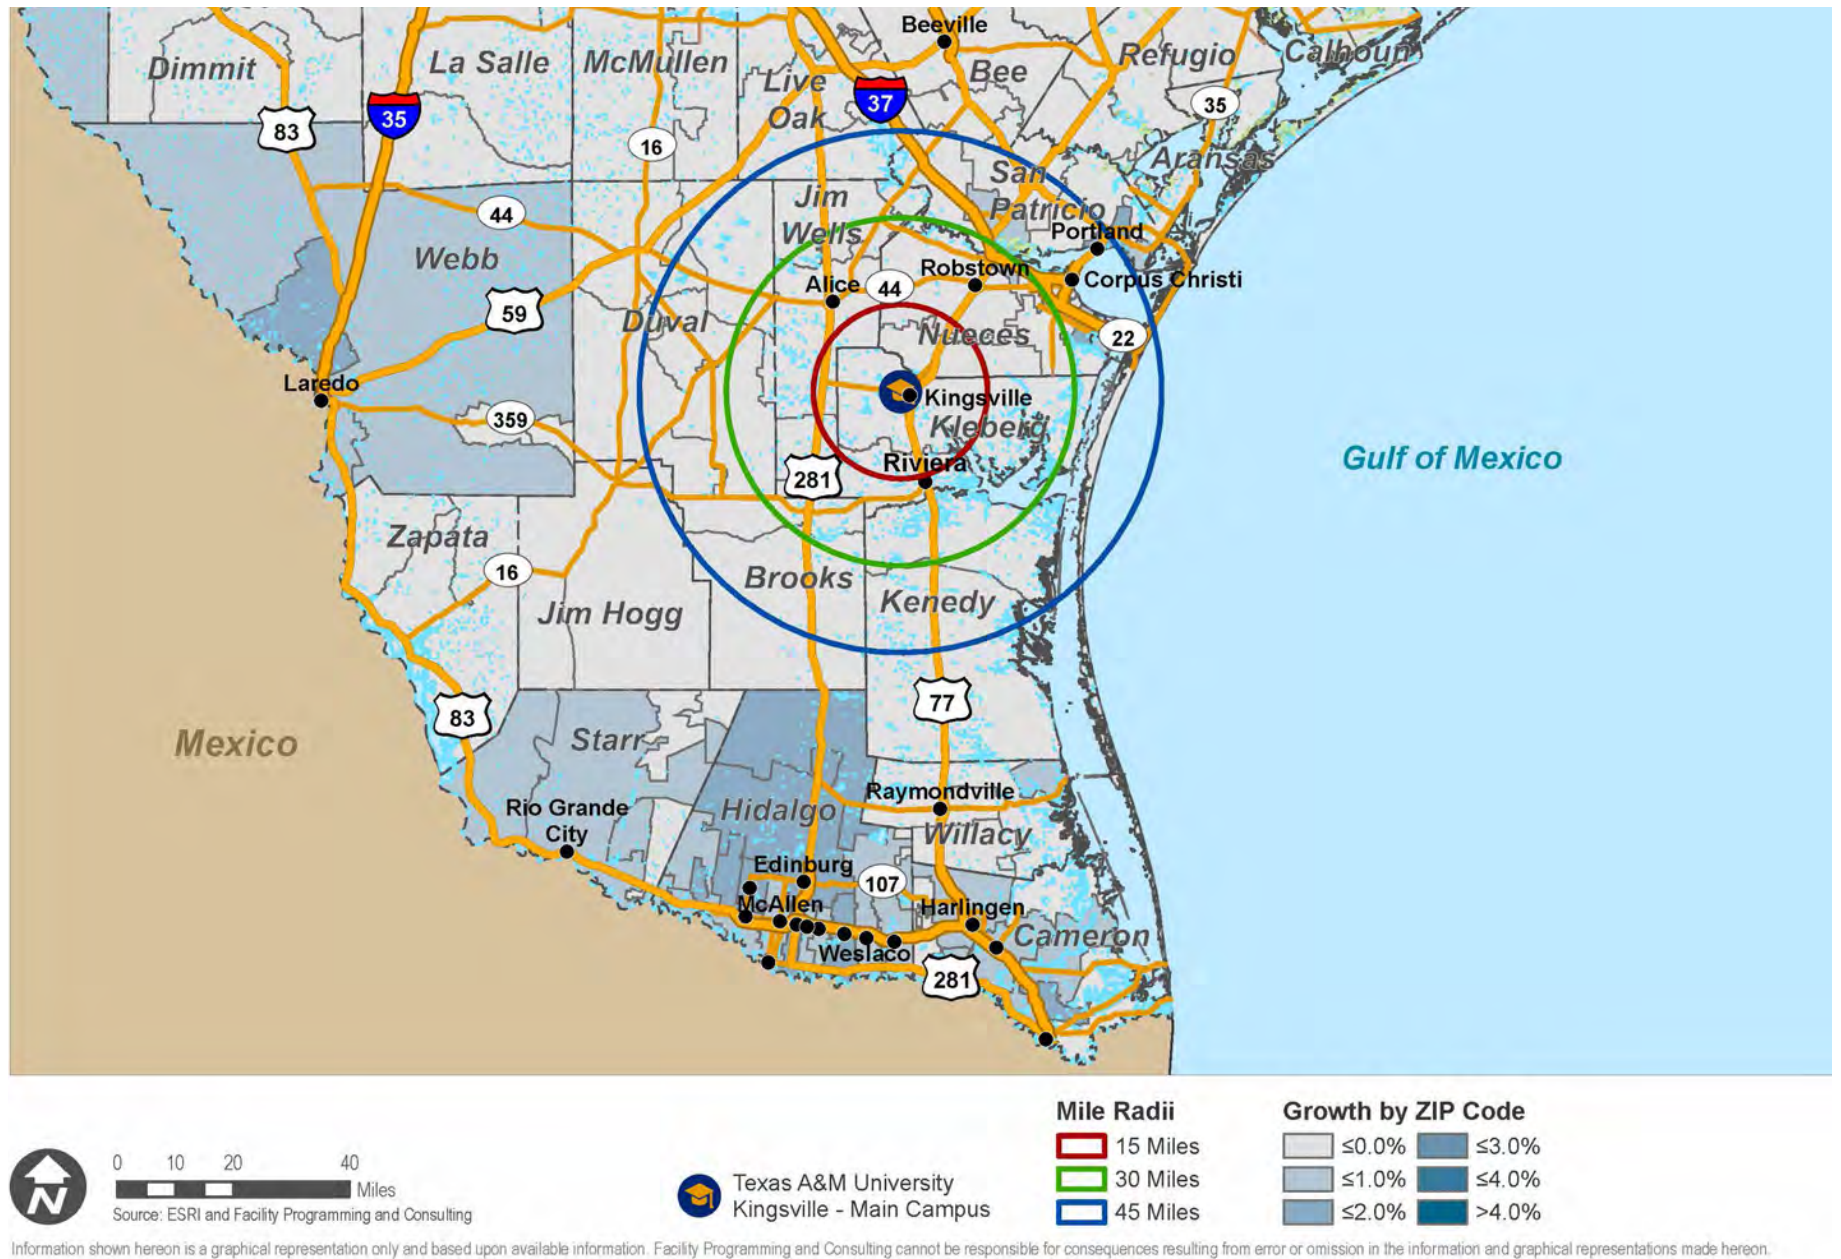 Beeville
Dimmit
La Salle
McMullen
Live
Oak
Bee
Refugio
Calhoun
83
35
37
35
16
Aransas
San
Patricio
Jim
Wells
44
Webb
Portland
Robstown
Corpus Christi
Alice
44
59
Duval
Nueces
22
Laredo
Kingsville
359
Kleberg
Riviera
Gulf of Mexico
281
Zapata
16
Brooks
Jim Hogg
Kenedy
77
83
Mexico
Starr
Raymondville
Rio Grande
City
Hidalgo
Willacy
Edinburg
107
McAllen
Harlingen
Cameron
Weslaco
281
N
0 10 20 40
Miles
Source: ESRI and Facility Programming and Consulting
Texas A&M University
Kingsville - Main Campus
Mile Radii
15 Miles
30 Miles
45 Miles
Growth by ZIP Code
≤0.0% ≤3.0%
≤1.0% ≤4.0%
≤2.0% >4.0%
Information shown hereon is a graphical representation only and based upon available information. Facility Programming and Consulting cannot be responsible for consequences resulting from error or omission in the information and graphical representations made hereon.